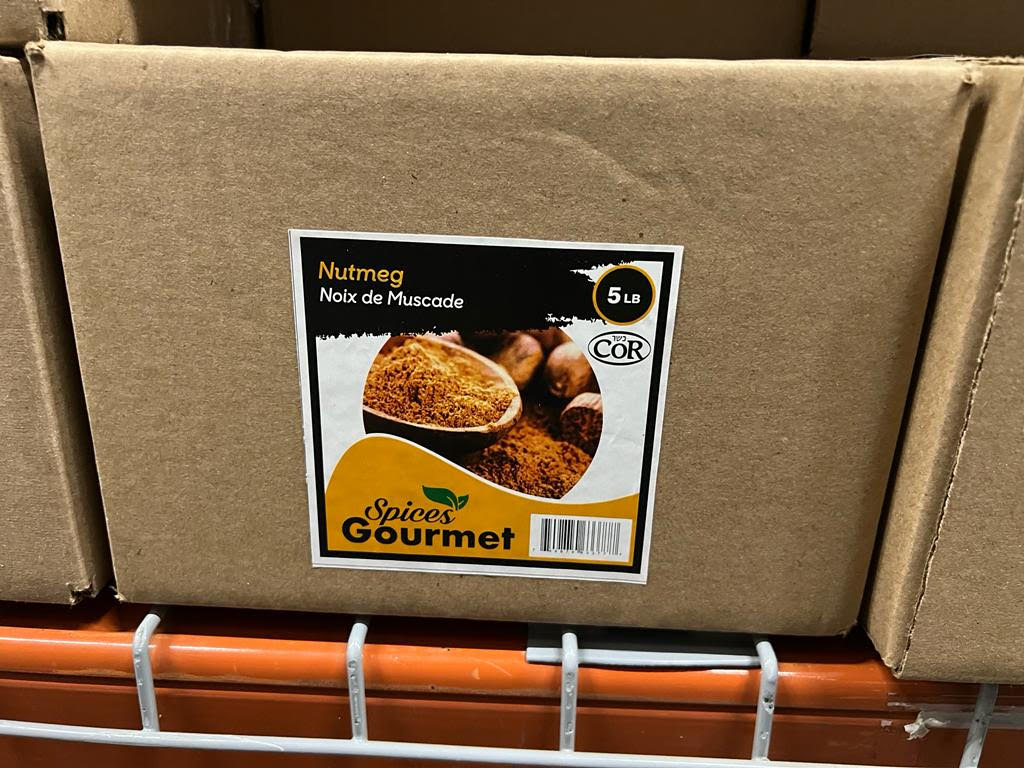 Nutmeg
Noix de Muscade
5 LB
כשר
COR
Spices
Gourmet